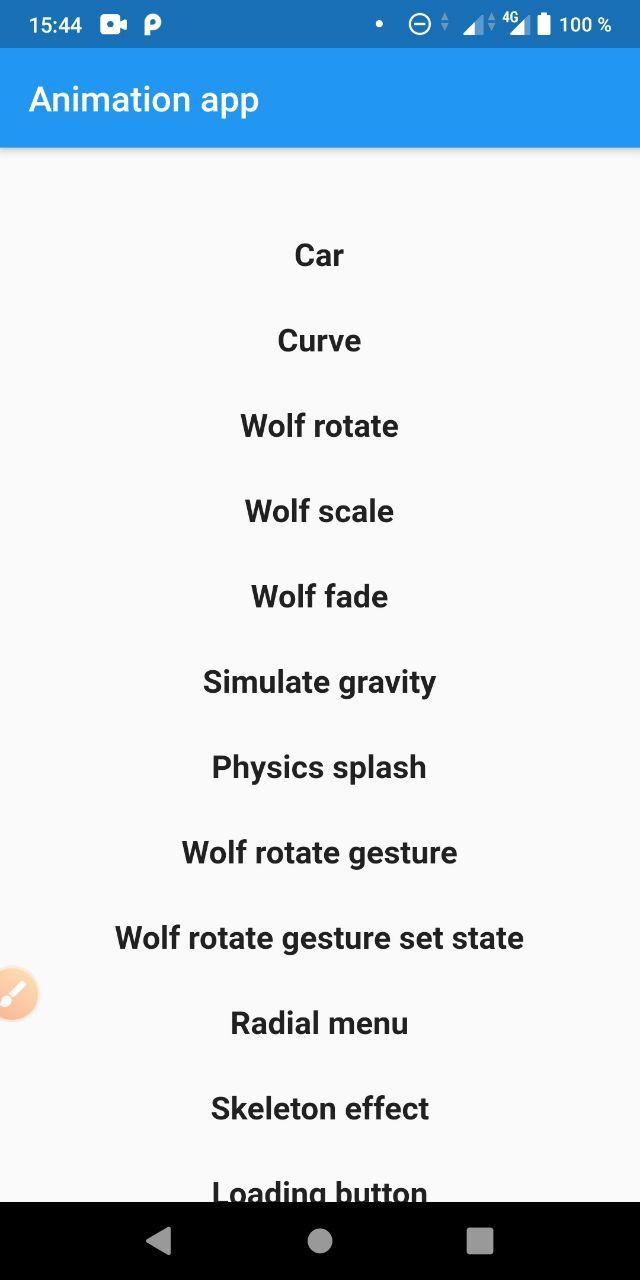 15:44 4G 100 %
Animation app
Car
Curve
Wolf rotate
Wolf scale
Wolf fade
Simulate gravity
Physics splash
Wolf rotate gesture
Wolf rotate gesture set state
Radial menu
Skeleton effect
Loading button